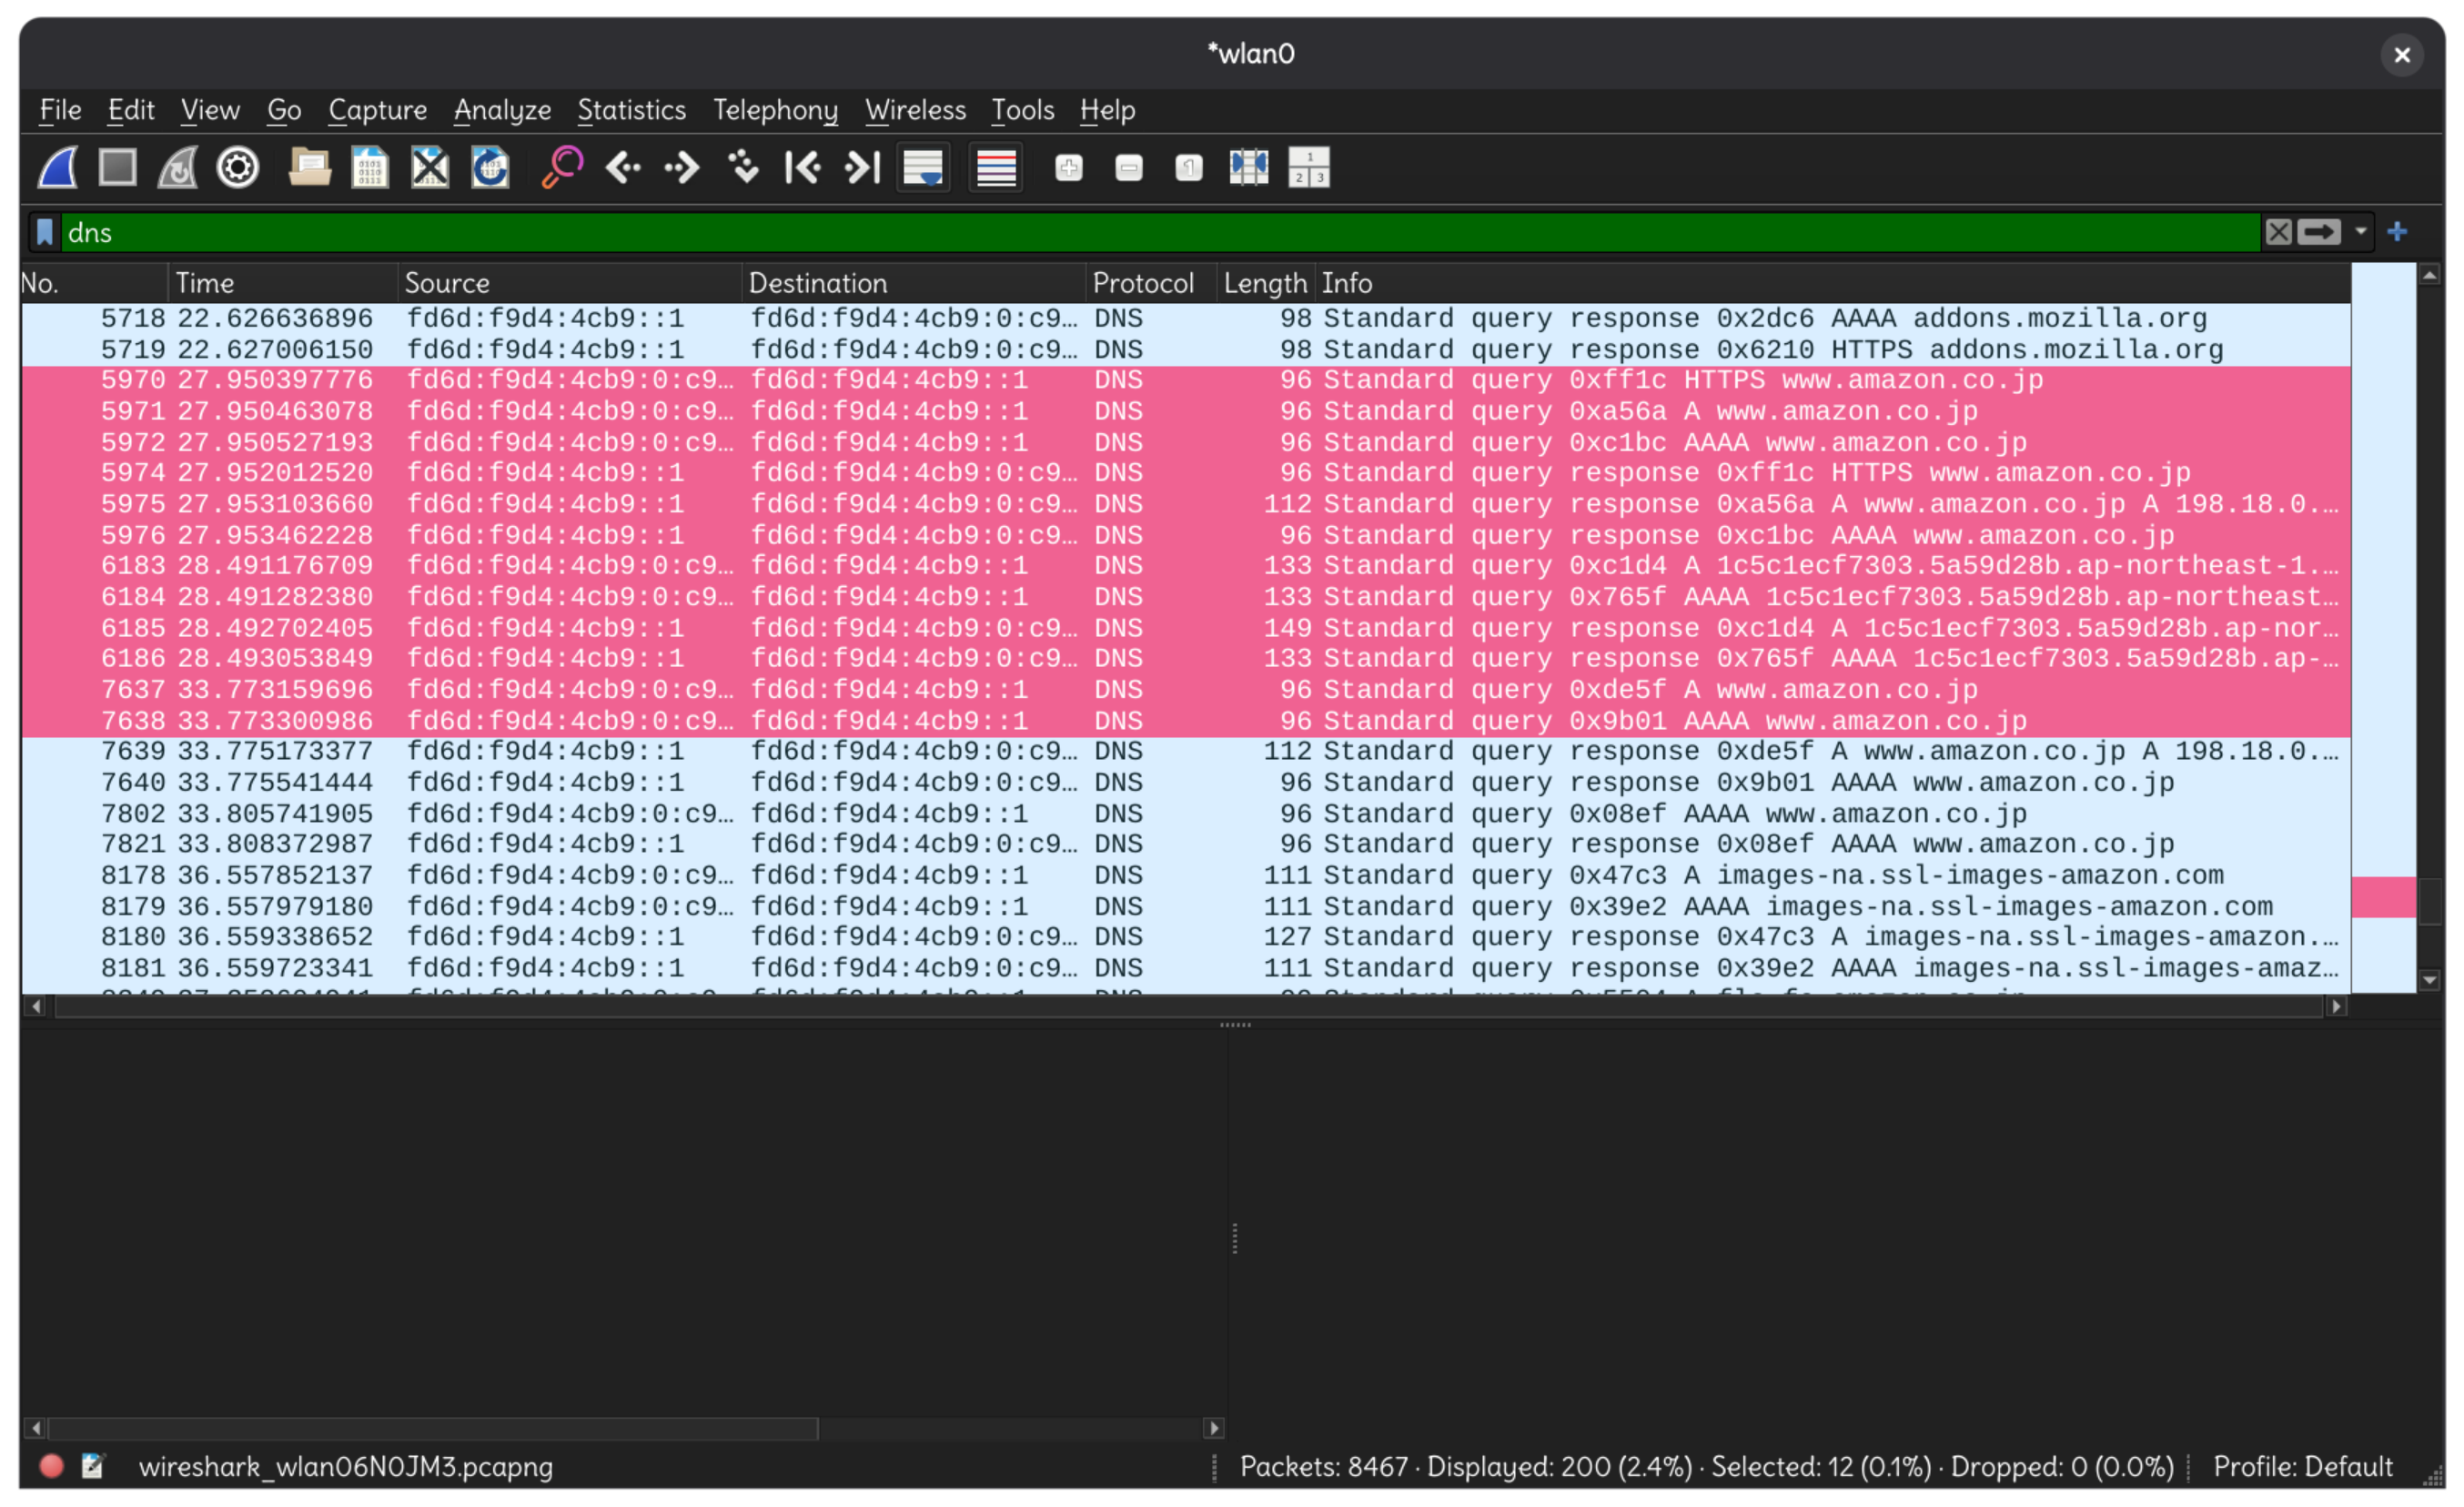 *wlan0
File Edit View Go Capture Analyze Statistics Telephony Wireless Tools Help
dns
No. Time Source Destination Protocol Length Info
5718 22.626636896 fd6d:f9d4:4cb9::1 fd6d:f9d4:4cb9:0:c9… DNS 98 Standard query response 0x2dc6 AAAA addons.mozilla.org
5719 22.627006150 fd6d:f9d4:4cb9::1 fd6d:f9d4:4cb9:0:c9… DNS 98 Standard query response 0x6210 HTTPS addons.mozilla.org
5970 27.950397776 fd6d:f9d4:4cb9:0:c9… fd6d:f9d4:4cb9::1 DNS 96 Standard query 0xff1c HTTPS www.amazon.co.jp
5971 27.950463078 fd6d:f9d4:4cb9:0:c9… fd6d:f9d4:4cb9::1 DNS 96 Standard query 0xa56a A www.amazon.co.jp
5972 27.950527193 fd6d:f9d4:4cb9:0:c9… fd6d:f9d4:4cb9::1 DNS 96 Standard query 0xc1bc AAAA www.amazon.co.jp
5974 27.952012520 fd6d:f9d4:4cb9::1 fd6d:f9d4:4cb9:0:c9… DNS 96 Standard query response 0xff1c HTTPS www.amazon.co.jp
5975 27.953103660 fd6d:f9d4:4cb9::1 fd6d:f9d4:4cb9:0:c9… DNS 112 Standard query response 0xa56a A www.amazon.co.jp A 198.18.0.…
5976 27.953462228 fd6d:f9d4:4cb9::1 fd6d:f9d4:4cb9:0:c9… DNS 96 Standard query response 0xc1bc AAAA www.amazon.co.jp
6183 28.491176709 fd6d:f9d4:4cb9:0:c9… fd6d:f9d4:4cb9::1 DNS 133 Standard query 0xc1d4 A 1c5c1ecf7303.5a59d28b.ap-northeast-1.…
6184 28.491282380 fd6d:f9d4:4cb9:0:c9… fd6d:f9d4:4cb9::1 DNS 133 Standard query 0x765f AAAA 1c5c1ecf7303.5a59d28b.ap-northeast…
6185 28.492702405 fd6d:f9d4:4cb9::1 fd6d:f9d4:4cb9:0:c9… DNS 149 Standard query response 0xc1d4 A 1c5c1ecf7303.5a59d28b.ap-nor…
6186 28.493053849 fd6d:f9d4:4cb9::1 fd6d:f9d4:4cb9:0:c9… DNS 133 Standard query response 0x765f AAAA 1c5c1ecf7303.5a59d28b.ap-…
7637 33.773159696 fd6d:f9d4:4cb9:0:c9… fd6d:f9d4:4cb9::1 DNS 96 Standard query 0xde5f A www.amazon.co.jp
7638 33.773300986 fd6d:f9d4:4cb9:0:c9… fd6d:f9d4:4cb9::1 DNS 96 Standard query 0x9b01 AAAA www.amazon.co.jp
7639 33.775173377 fd6d:f9d4:4cb9::1 fd6d:f9d4:4cb9:0:c9… DNS 112 Standard query response 0xde5f A www.amazon.co.jp A 198.18.0.…
7640 33.775541444 fd6d:f9d4:4cb9::1 fd6d:f9d4:4cb9:0:c9… DNS 96 Standard query response 0x9b01 AAAA www.amazon.co.jp
7802 33.805741905 fd6d:f9d4:4cb9:0:c9… fd6d:f9d4:4cb9::1 DNS 96 Standard query 0x08ef AAAA www.amazon.co.jp
7821 33.808372987 fd6d:f9d4:4cb9::1 fd6d:f9d4:4cb9:0:c9… DNS 96 Standard query response 0x08ef AAAA www.amazon.co.jp
8178 36.557852137 fd6d:f9d4:4cb9:0:c9… fd6d:f9d4:4cb9::1 DNS 111 Standard query 0x47c3 A images-na.ssl-images-amazon.com
8179 36.557979180 fd6d:f9d4:4cb9:0:c9… fd6d:f9d4:4cb9::1 DNS 111 Standard query 0x39e2 AAAA images-na.ssl-images-amazon.com
8180 36.559338652 fd6d:f9d4:4cb9::1 fd6d:f9d4:4cb9:0:c9… DNS 127 Standard query response 0x47c3 A images-na.ssl-images-amazon.…
8181 36.559723341 fd6d:f9d4:4cb9::1 fd6d:f9d4:4cb9:0:c9… DNS 111 Standard query response 0x39e2 AAAA images-na.ssl-images-amaz…
wireshark_wlan06N0JM3.pcapng Packets: 8467 · Displayed: 200 (2.4%) · Selected: 12 (0.1%) · Dropped: 0 (0.0%) Profile: Default